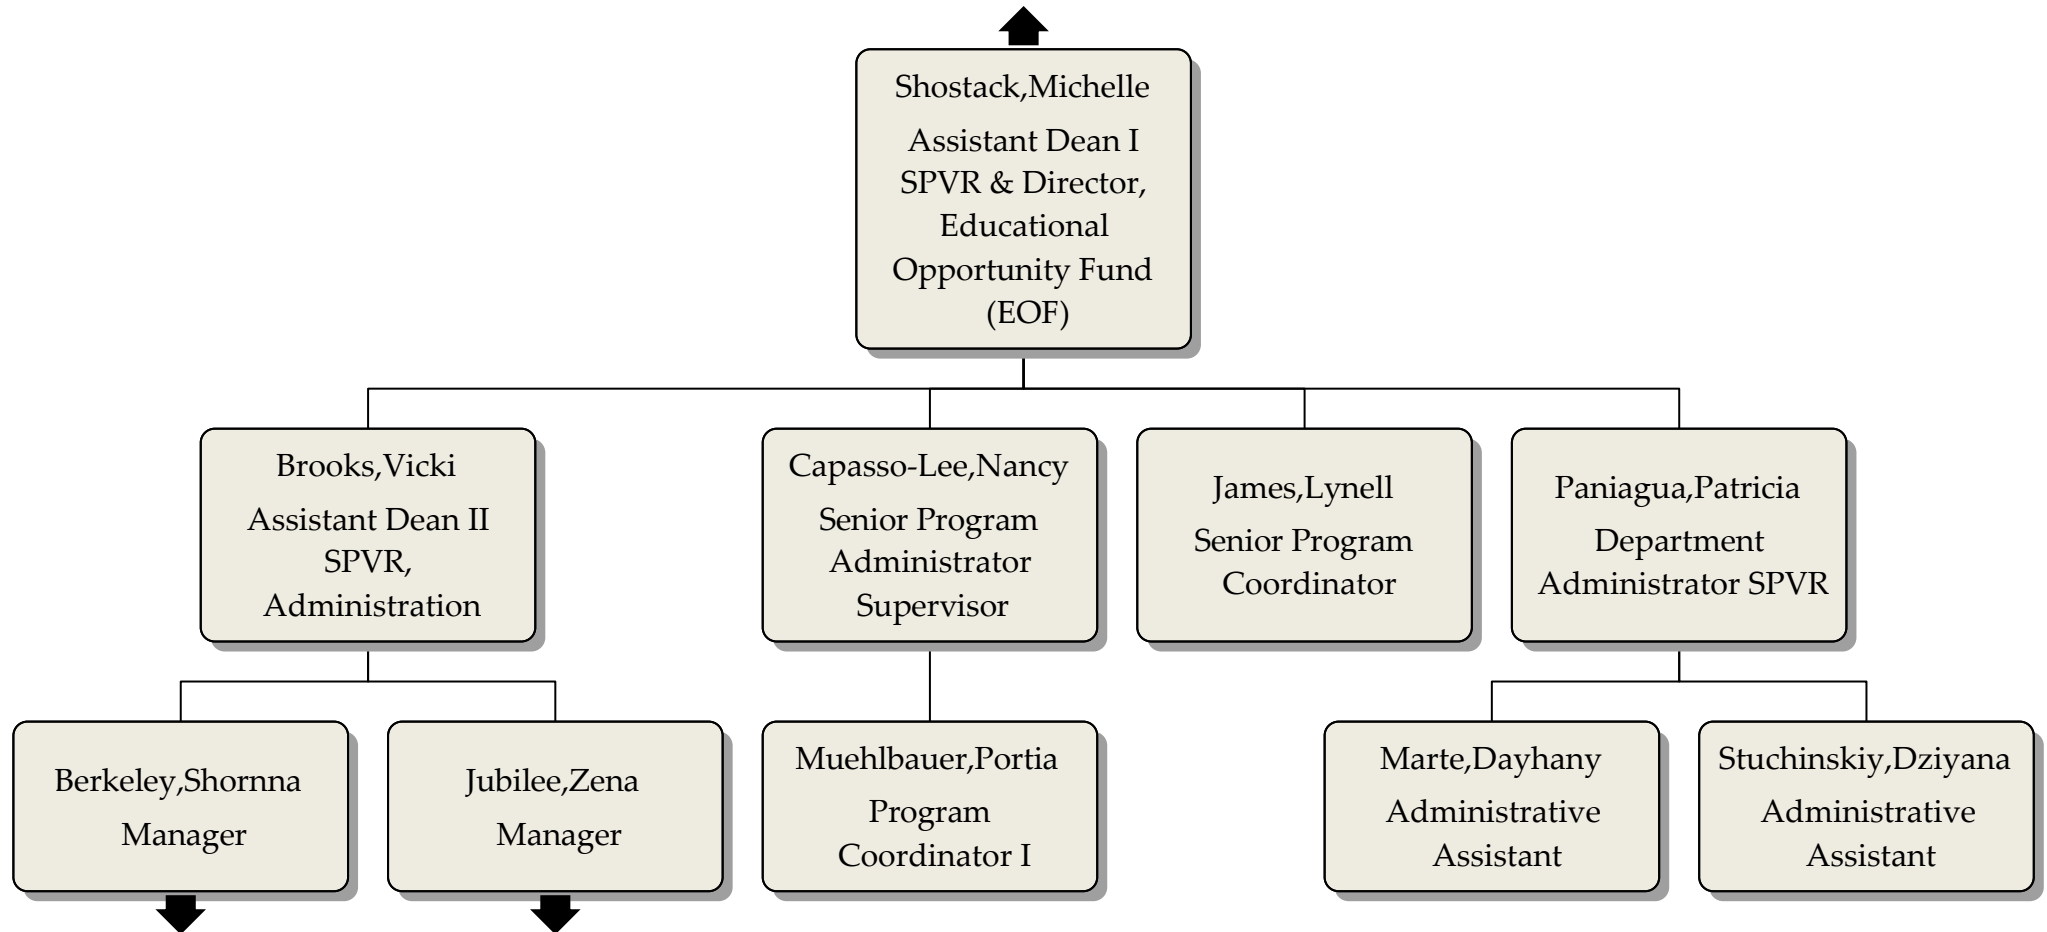 Shostack,Michelle
Assistant Dean I
SPVR & Director,
Educational
Opportunity Fund
(EOF)
Brooks,Vicki
Assistant Dean II
SPVR,
Administration
Capasso-Lee,Nancy
Senior Program
Administrator
Supervisor
James,Lynell
Senior Program
Coordinator
Paniagua,Patricia
Department
Administrator SPVR
Berkeley,Shornna
Manager
Jubilee,Zena
Manager
Muehlbauer,Portia
Program
Coordinator I
Marte,Dayhany
Administrative
Assistant
Stuchinskiy,Dziyana
Administrative
Assistant